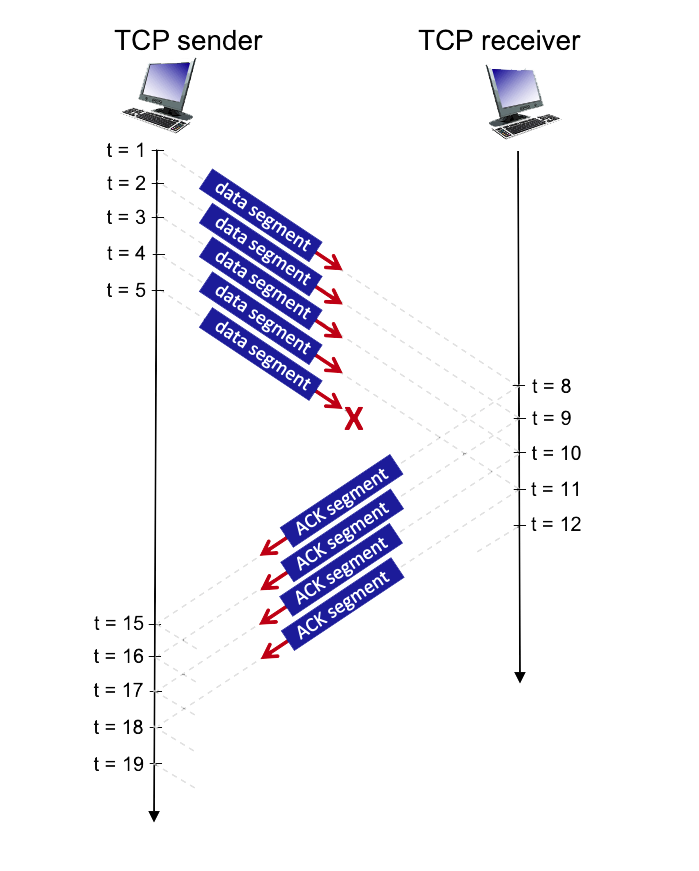 TCP sender
TCP receiver
t = 1
t = 2
t = 3
t = 4
t = 5
data segment
data segment
data segment
data segment
data segment
X
t = 8
t = 9
t = 10
t = 11
t = 12
ACK segment
ACK segment
ACK segment
ACK segment
t = 15
t = 16
t = 17
t = 18
t = 19